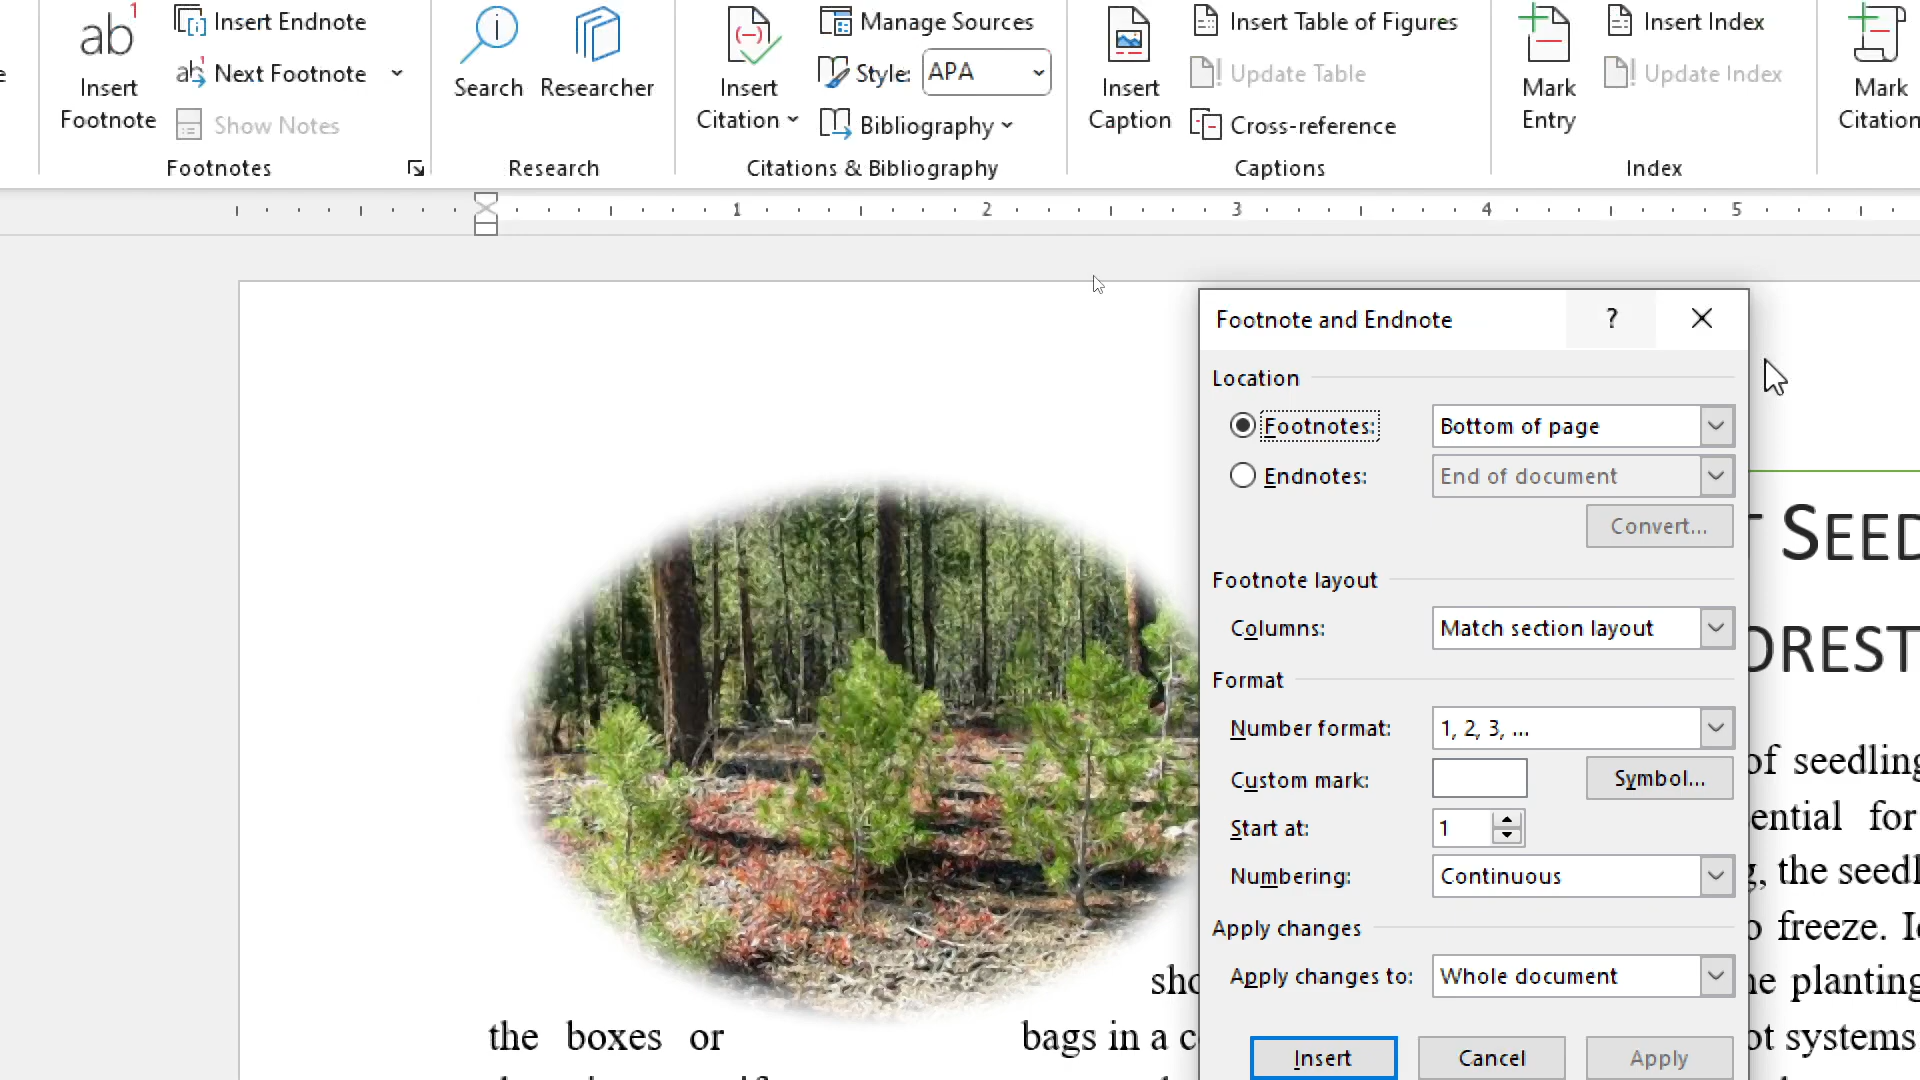 Insert Footnote
Insert Endnote
Next Footnote
Show Notes
Footnotes
Search
Researcher
Research
Insert Citation
Manage Sources
Style: APA
Bibliography
Citations & Bibliography
Insert Caption
Insert Table of Figures
Update Table
Cross-reference
Captions
Mark Entry
Insert Index
Update Index
Index
Mark Citation
1 2 3 4 5
Footnote and Endnote ?
Location
Footnotes: Bottom of page
Endnotes: End of document
Convert...
Footnote layout
Columns: Match section layout
Format
Number format: 1, 2, 3, ...
Custom mark: Symbol...
Start at: 1
Numbering: Continuous
Apply changes
Apply changes to: Whole document
Insert Cancel Apply
T SEED
OREST
of seedling
ential for
, the seedl
freeze.
sho
planting
the boxes or bags in a c
ot systems